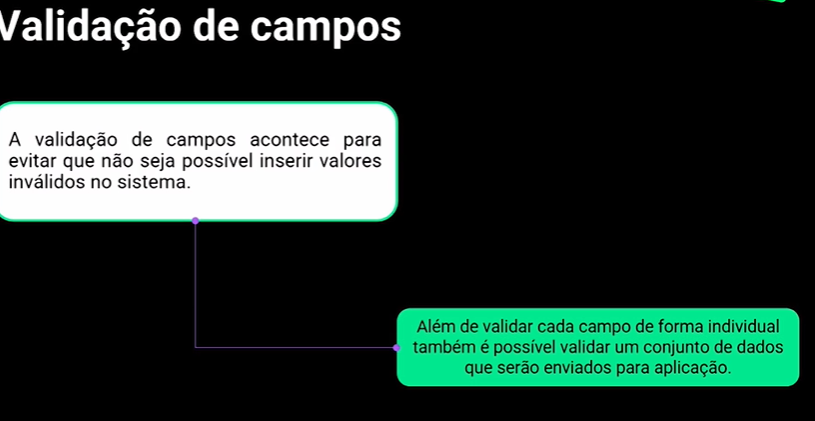 Validação de campos
A validação de campos acontece para
evitar que não seja possível inserir valores
inválidos no sistema.
Além de validar cada campo de forma individual
também é possível validar um conjunto de dados
que serão enviados para aplicação.